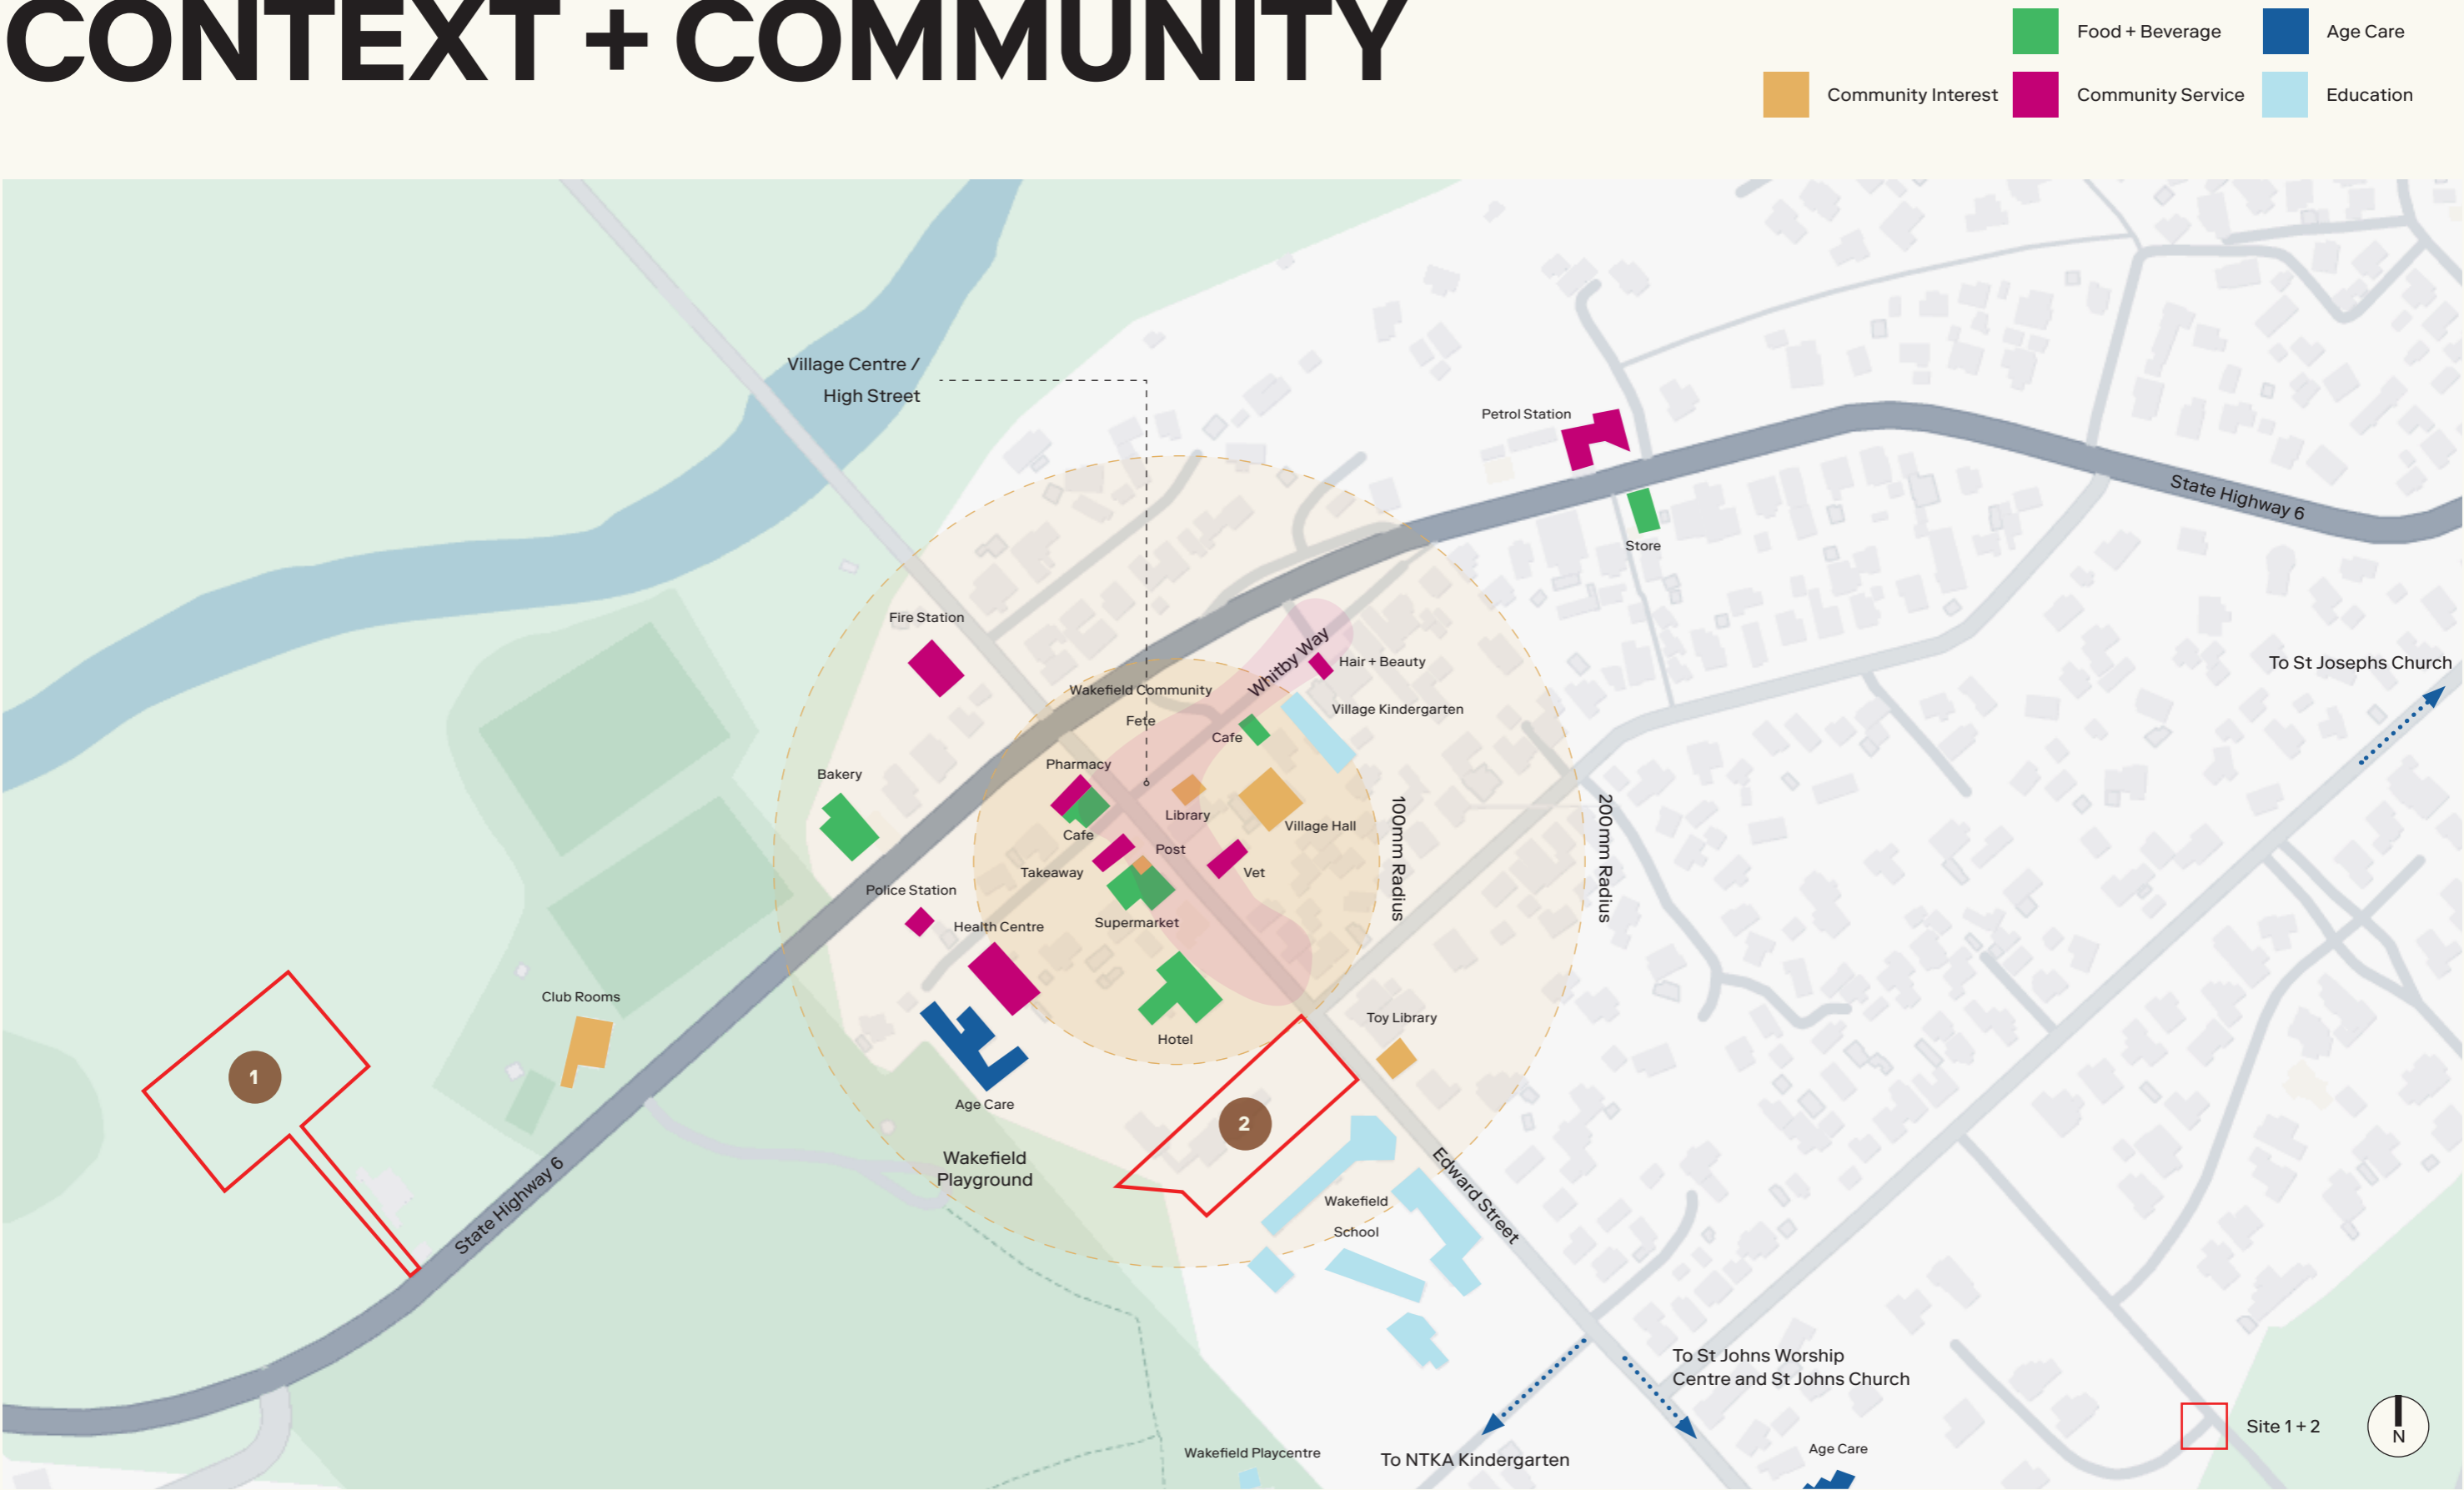 CONTEXT + COMMUNITY
Food + Beverage
Age Care
Community Interest
Community Service
Education
Village Centre /
High Street
Petrol Station
State Highway 6
Store
Fire Station
Whitby Way
Hair + Beauty
To St Josephs Church
Wakefield Community
Fete
Village Kindergarten
Cafe
Pharmacy
Bakery
Library
Village Hall
100mm Radius
200mm Radius
Cafe
Post
Takeaway
Vet
Police Station
Supermarket
Health Centre
Club Rooms
Toy Library
Hotel
1
Age Care
2
Wakefield
Playground
State Highway 6
Edward Street
Wakefield
School
To St Johns Worship
Centre and St Johns Church
Site 1 + 2
N
Wakefield Playcentre
To NTKA Kindergarten
Age Care